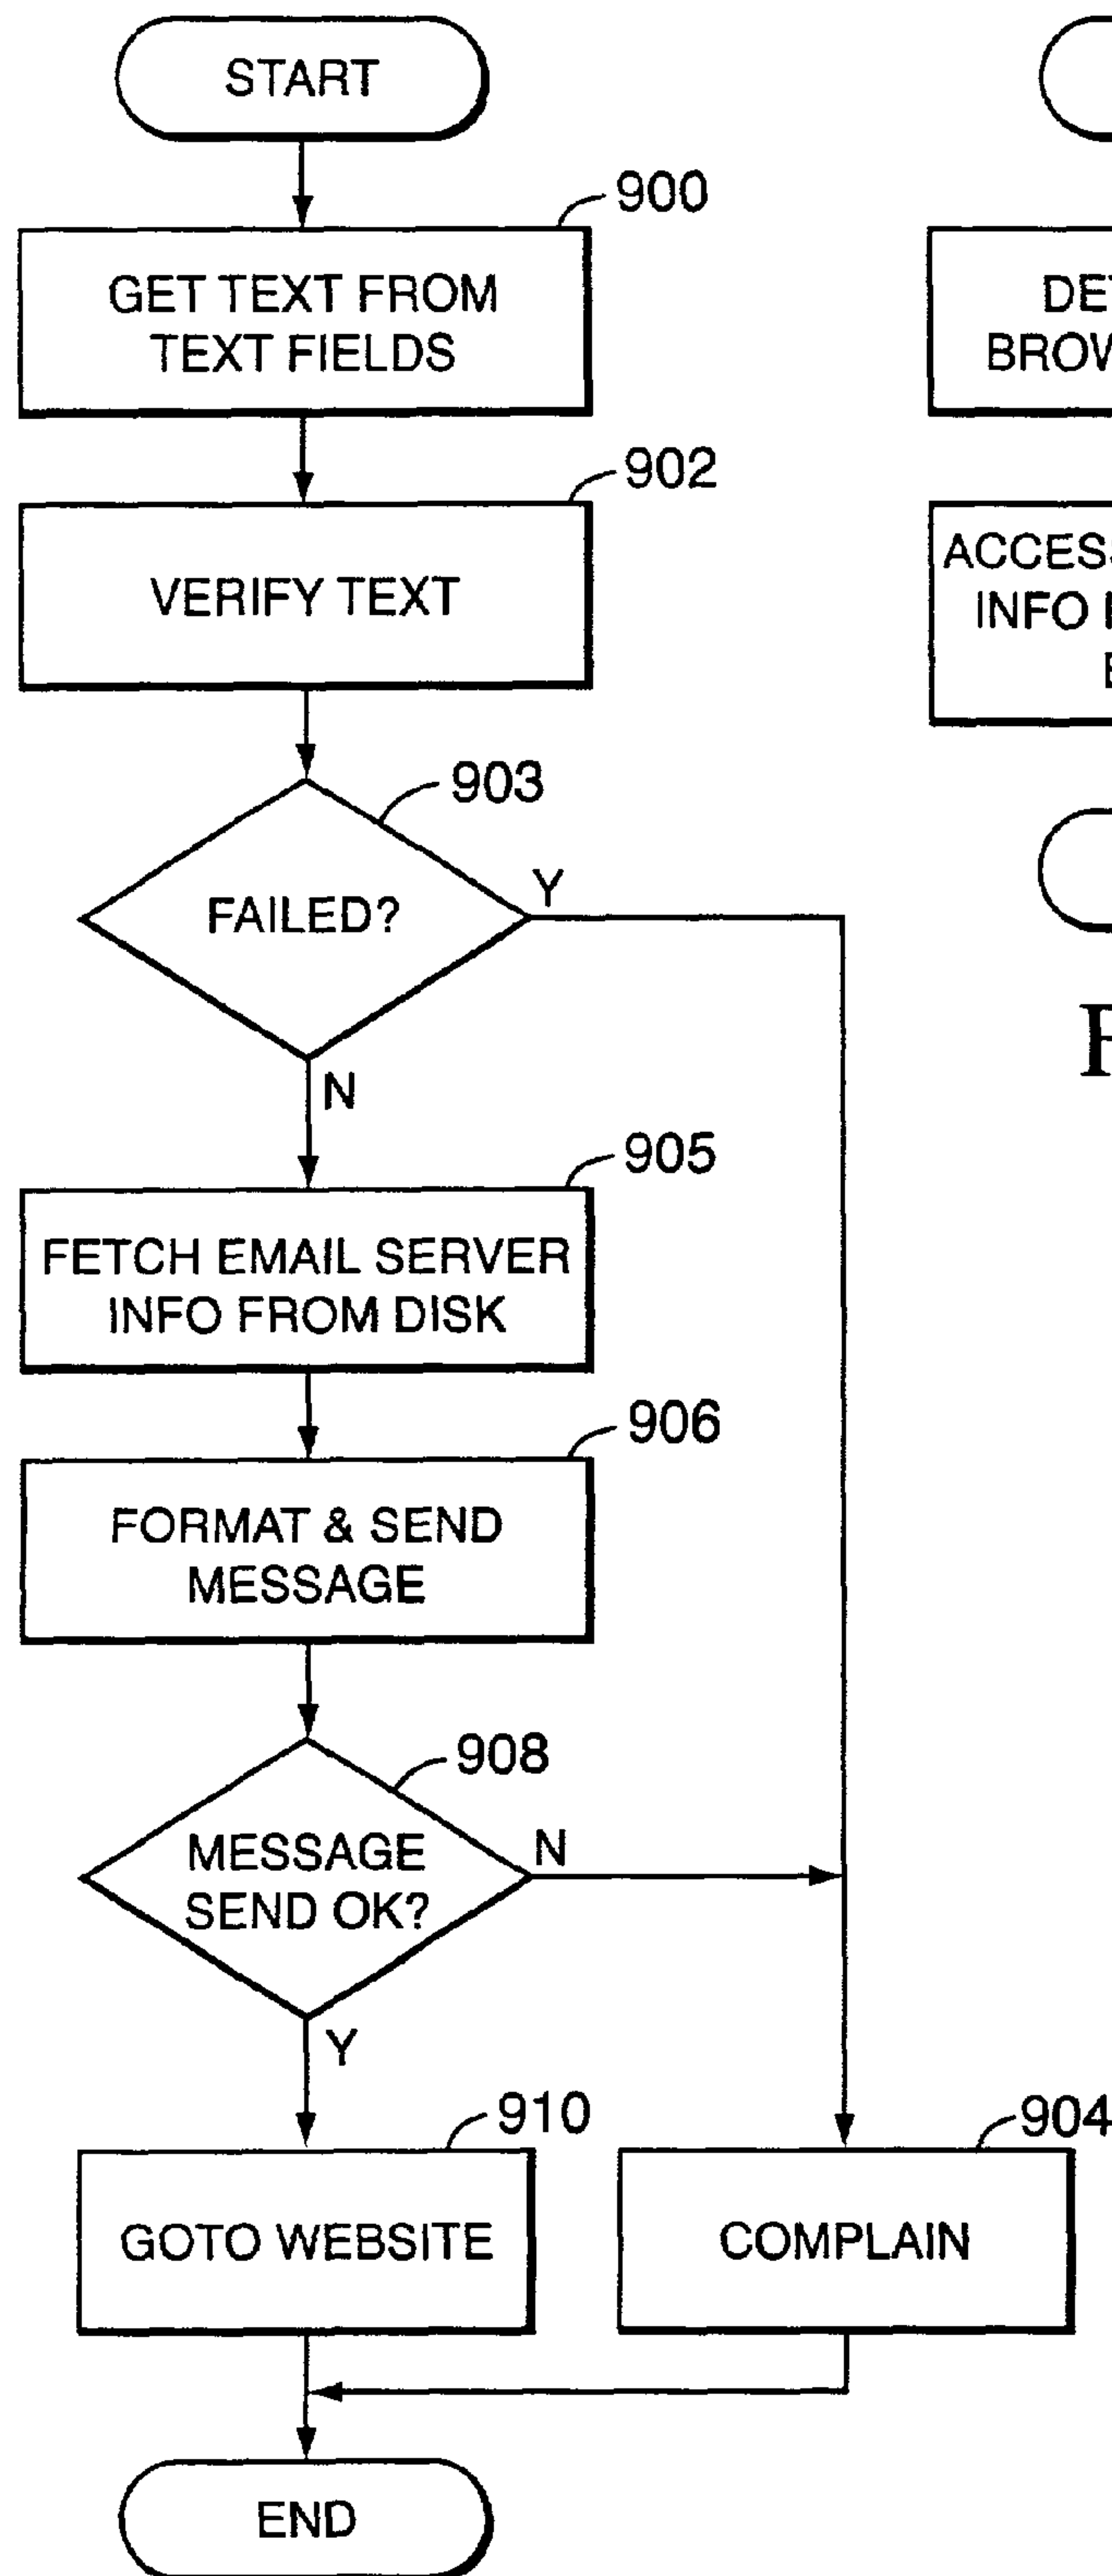 START
900
GET TEXT FROM
TEXT FIELDS
902
VERIFY TEXT
903
FAILED?
Y
N
905
FETCH EMAIL SERVER
INFO FROM DISK
906
FORMAT & SEND
MESSAGE
908
MESSAGE
SEND OK?
N
Y
910
GOTO WEBSITE
904
COMPLAIN
END
INFO